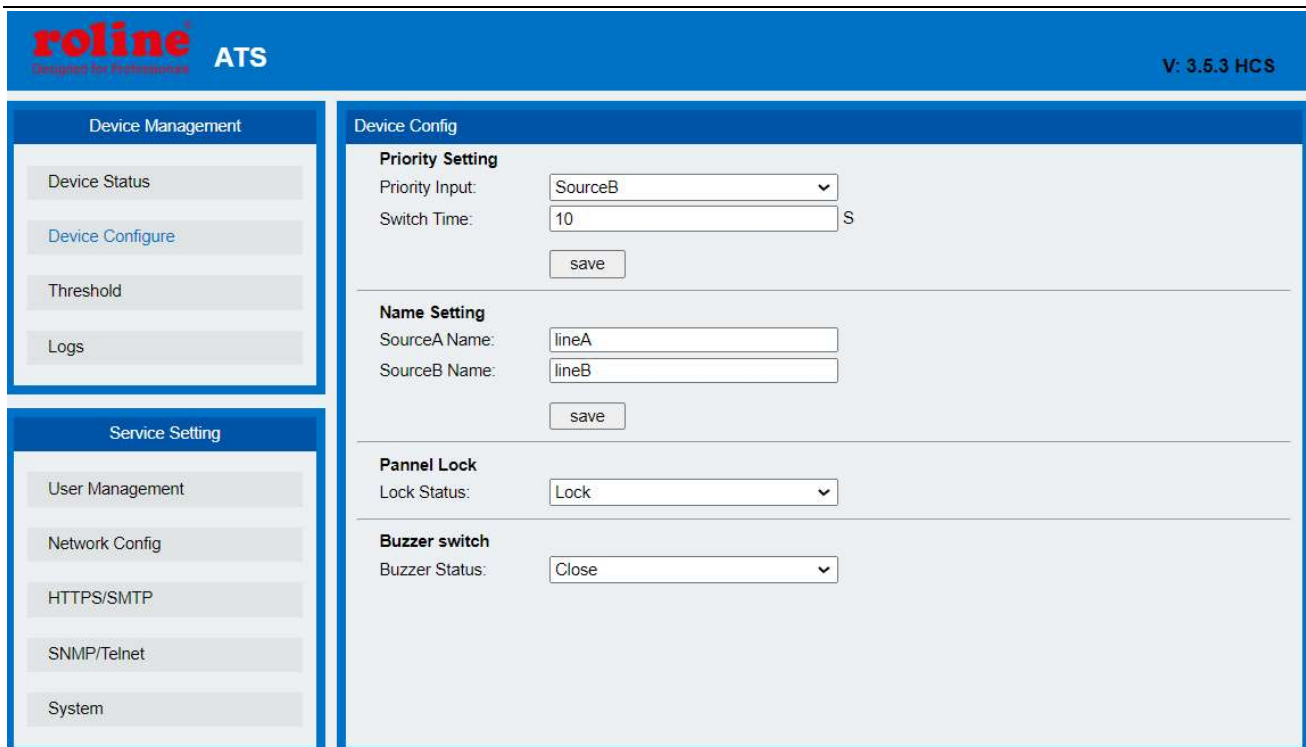 roline®
Designed for Professionals
ATS
V: 3.5.3 HCS
Device Management
Device Status
Device Configure
Threshold
Logs
Service Setting
User Management
Network Config
HTTPS/SMTP
SNMP/Telnet
System
Device Config
Priority Setting
Priority Input: SourceB
Switch Time: 10 S
save
Name Setting
SourceA Name: lineA
SourceB Name: lineB
save
Pannel Lock
Lock Status: Lock
Buzzer switch
Buzzer Status: Close